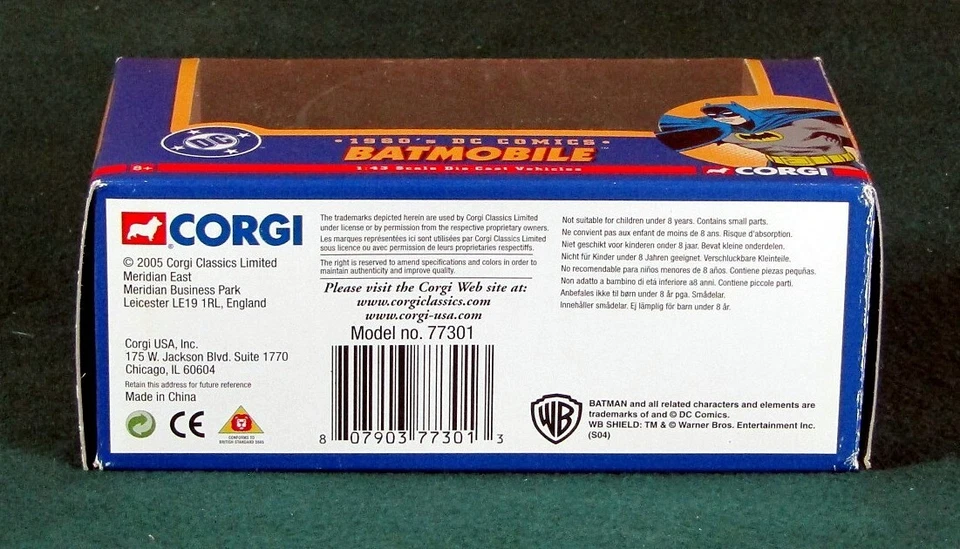 DC
•1960's DC COMICS•
BATMOBILE™
8+
1:43 Scale Die-Cast Vehicles
CORGI
CORGI®
© 2005 Corgi Classics Limited
Meridian East
Meridian Business Park
Leicester LE19 1RL, England
Corgi USA, Inc.
175 W. Jackson Blvd. Suite 1770
Chicago, IL 60604
Retain this address for future reference
Made in China
CE
CONFORMS TO
BRITISH STANDARD 5665
The trademarks depicted herein are used by Corgi Classics Limited
under license or by permission from the respective proprietary owners.
Les marques représentées ici sont utilisées par Corgi Classics Limited
sous licence ou avec permission de leurs proprietaries respectifs.
The right is reserved to amend specifications and colors in order to
maintain authenticity and improve quality.
Please visit the Corgi Web site at:
www.corgiclassics.com
www.corgi-usa.com
Model no. 77301
8 07903 77301 3
Not suitable for children under 8 years. Contains small parts.
Ne convient pas aux enfant de moins de 8 ans. Risque d'absorption.
Niet geschikt voor kinderen onder 8 jaar. Bevat kleine onderdelen.
Nicht für Kinder under 8 Jahren geeignet. Verschluckbare Kleinteile.
No recomendable para niños menores de 8 años. Contiene piezas pequñas.
Non adatto a bambino di età inferiore a8 anni. Contiene piccole parti.
Anbefales ikke til børn under 8 år pga. Smådelar.
Innehåller smådelar. Ej lämplig för barn under 8 år.
WB
BATMAN and all related characters and elements are
trademarks of and © DC Comics.
WB SHIELD: TM & © Warner Bros. Entertainment Inc.
(S04)